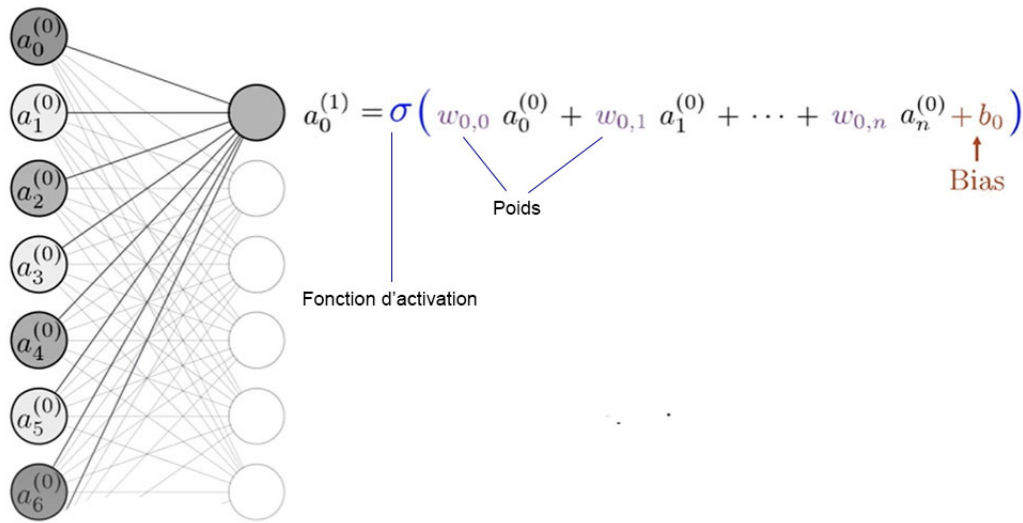 a_0^{(0)}
a_1^{(0)}
a_2^{(0)}
a_3^{(0)}
a_4^{(0)}
a_5^{(0)}
a_6^{(0)}
a_0^{(1)} = σ( w_{0,0} a_0^{(0)} + w_{0,1} a_1^{(0)} + ⋯ + w_{0,n} a_n^{(0)} + b_0 )
Bias
Poids
Fonction d'activation